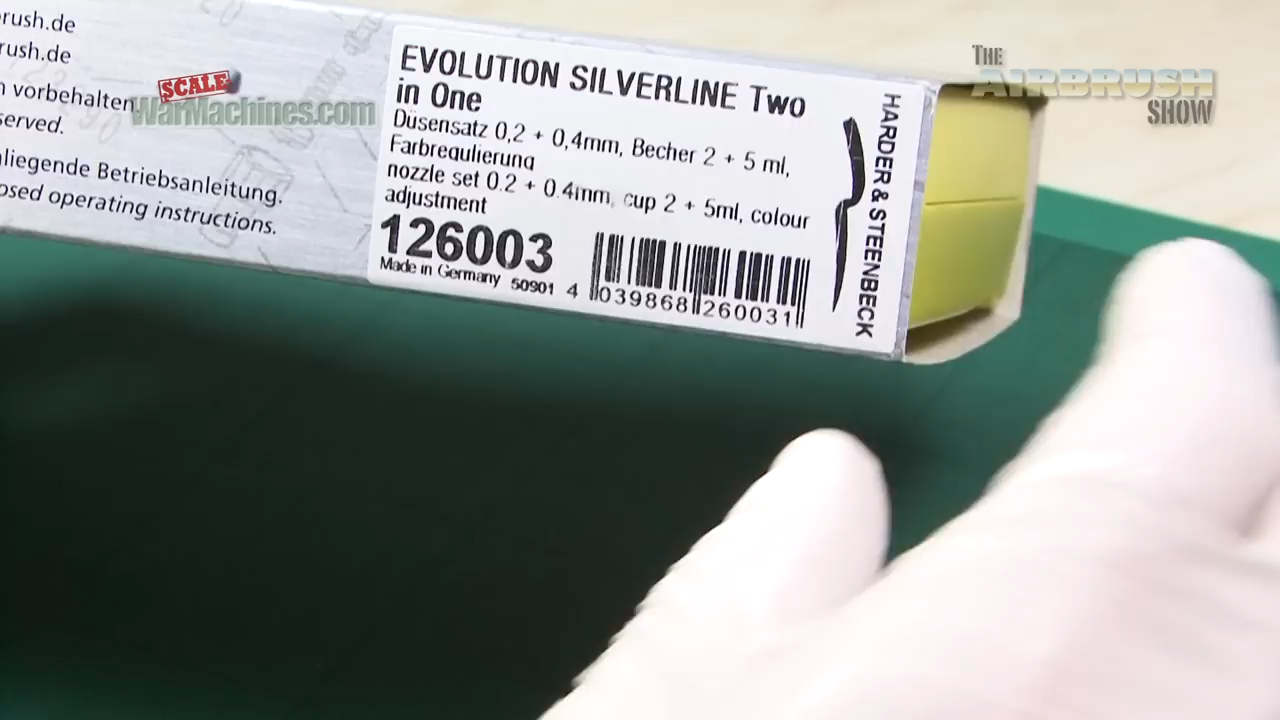 rush.de
rush.de
vorbehalten
served.
liegende Betriebsanleitung.
osed operating instructions.
SCALE
WarMachines.com
EVOLUTION SILVERLINE Two
in One
Düsensatz 0,2 + 0,4mm, Becher 2 + 5 ml,
Farbregulierung
nozzle set 0.2 + 0.4mm, cup 2 + 5ml, colour
adjustment
126003
Made in Germany 50901
4 039868 260031
HARDER & STEENBECK
THE
AIRBRUSH
SHOW